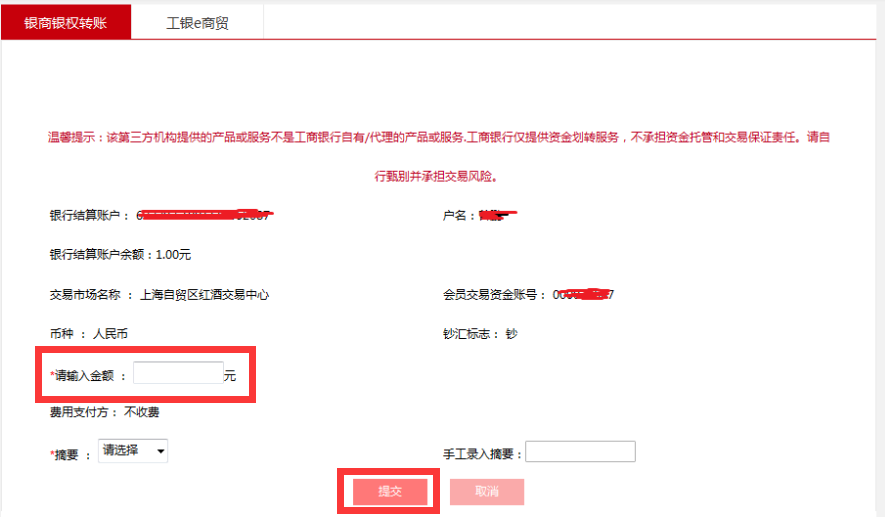 银商银权转账 工银e商贸
温馨提示：该第三方机构提供的产品或服务不是工商银行自有/代理的产品或服务.工商银行仅提供资金划转服务，不承担资金托管和交易保证责任。请自
行甄别并承担交易风险。
银行结算账户： 户名：
银行结算账户余额：1.00元
交易市场名称 ： 上海自贸区红酒交易中心 会员交易资金账号：
币种 ： 人民币 钞汇标志： 钞
*请输入金额 ： 元
费用支付方： 不收费
*摘要 ： 请选择 手工录入摘要：
提交 取消